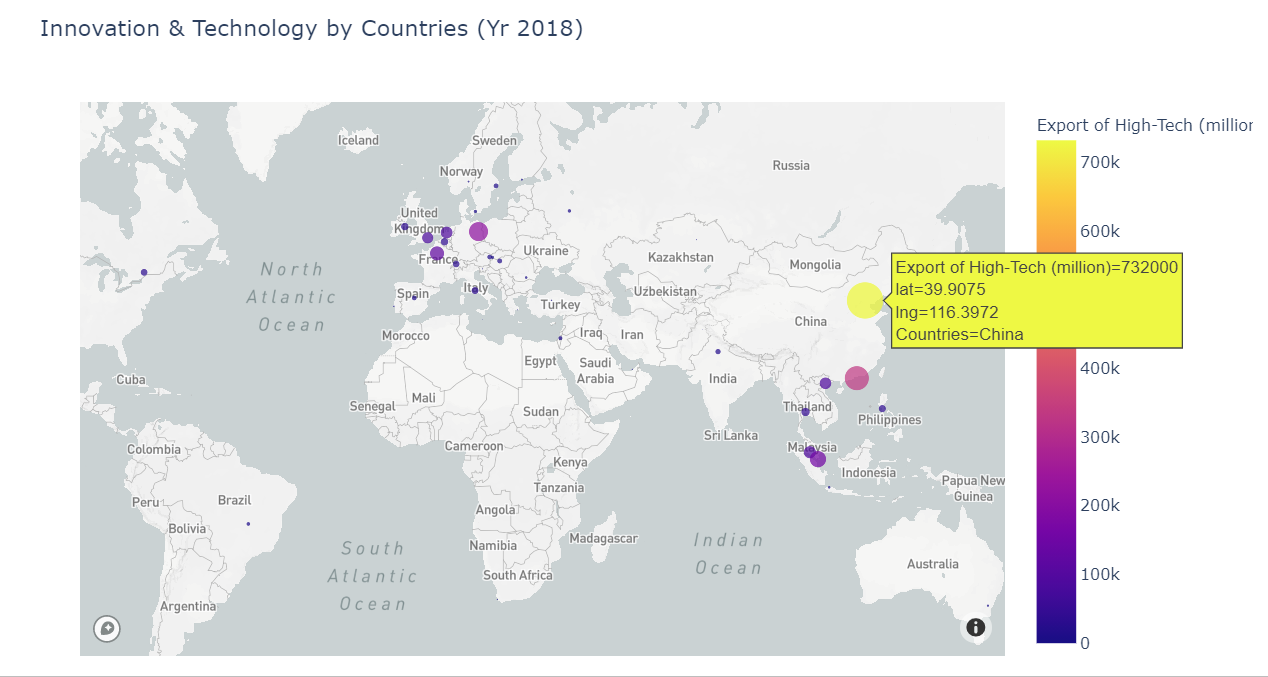 Innovation & Technology by Countries (Yr 2018)
Export of High-Tech (million
700k
600k
400k
300k
200k
100k
0
Export of High-Tech (million)=732000
lat=39.9075
lng=116.3972
Countries=China
Iceland
Sweden
Norway
Russia
United
Kingdom
Ukraine
France
Kazakhstan
Mongolia
North
Atlantic
Ocean
Spain
Italy
Türkey
Uzbekistan
China
Morocco
Iraq
Iran
Cuba
Egypt
Saudi
Arabia
India
Senegal
Mali
Sudan
Thailand
Philippines
Sri Lanka
Colombia
Cameroon
Malaysia
Kenya
Indonesia
Peru
Brazil
Tanzania
Papua New
Guinea
Angola
Bolivia
Namibia
Madagascar
South
Atlantic
Ocean
Indian
Ocean
South Africa
Australia
Argentina